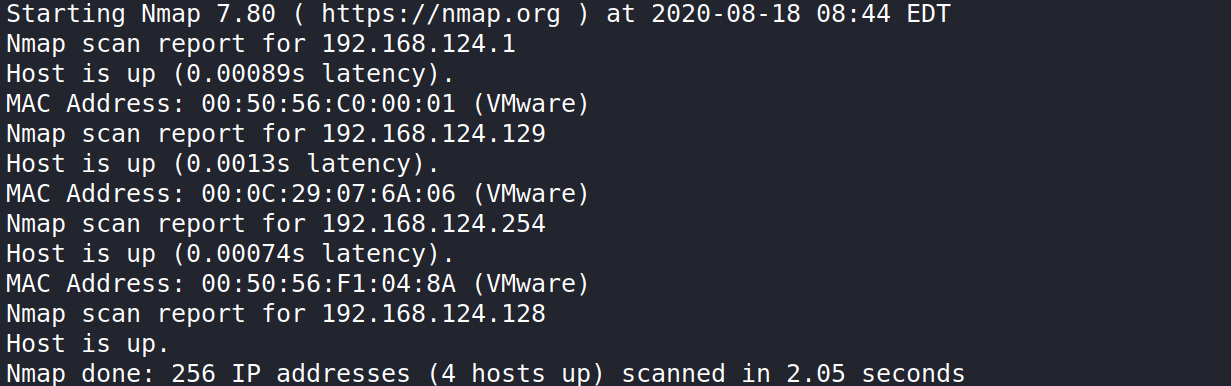 Starting Nmap 7.80 ( https://nmap.org ) at 2020-08-18 08:44 EDT
Nmap scan report for 192.168.124.1
Host is up (0.00089s latency).
MAC Address: 00:50:56:C0:00:01 (VMware)
Nmap scan report for 192.168.124.129
Host is up (0.0013s latency).
MAC Address: 00:0C:29:07:6A:06 (VMware)
Nmap scan report for 192.168.124.254
Host is up (0.00074s latency).
MAC Address: 00:50:56:F1:04:8A (VMware)
Nmap scan report for 192.168.124.128
Host is up.
Nmap done: 256 IP addresses (4 hosts up) scanned in 2.05 seconds